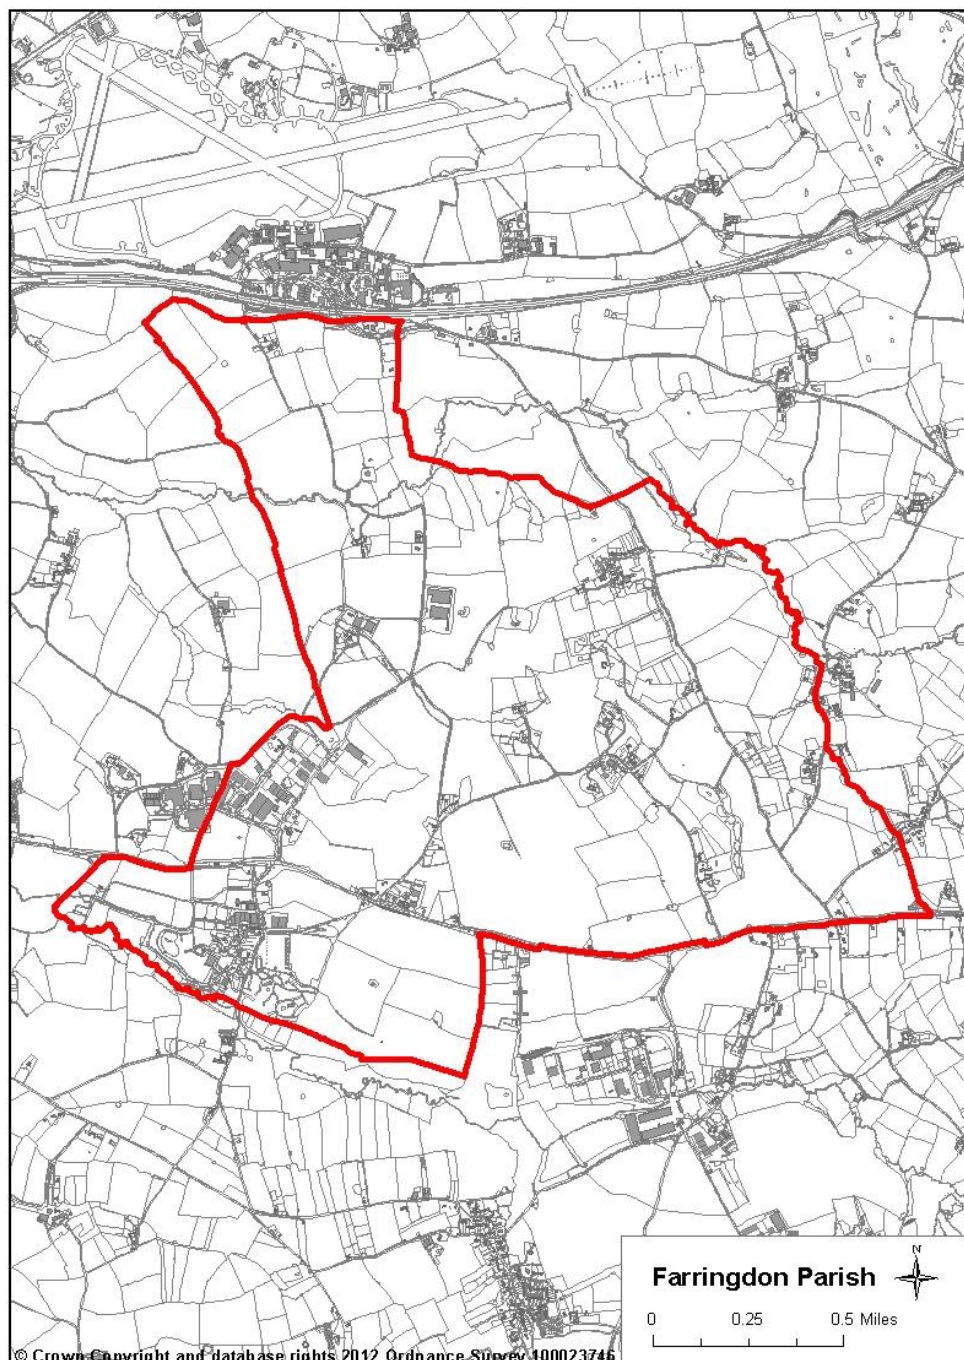 N
Farringdon Parish
0 0.25 0.5 Miles
© Crown Copyright and database rights 2012 Ordnance Survey 100023746